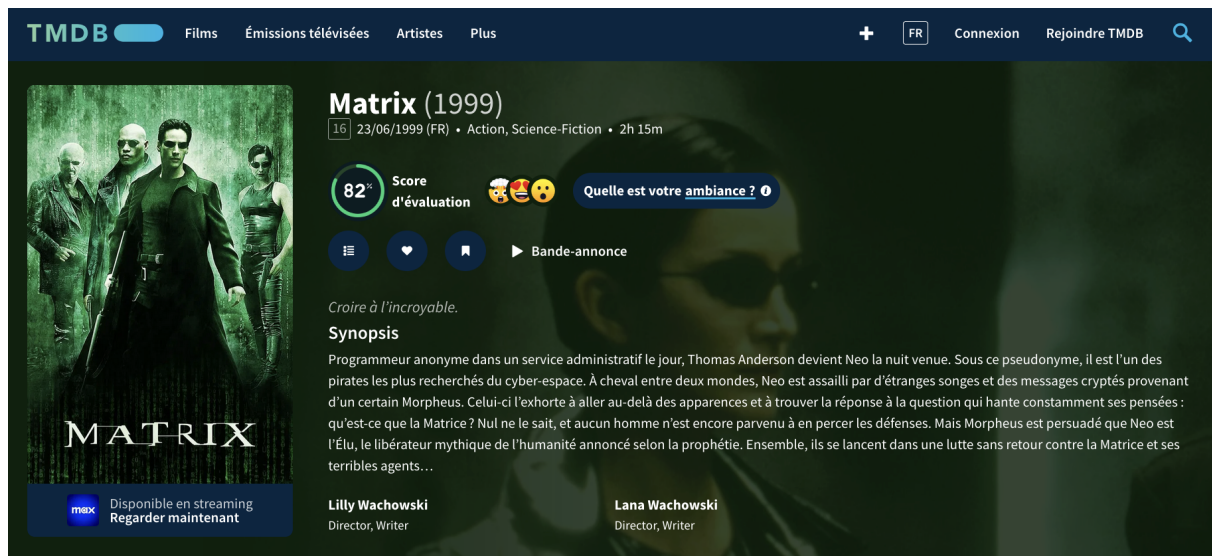 TMDB
Films
Émissions télévisées
Artistes
Plus
FR
Connexion
Rejoindre TMDB
MATRIX
max
Disponible en streaming
Regarder maintenant
Matrix (1999)
16 23/06/1999 (FR) • Action, Science-Fiction • 2h 15m
82%
Score
d'évaluation
Quelle est votre ambiance ?
Bande-annonce
Croire à l’incroyable.
Synopsis
Programmeur anonyme dans un service administratif le jour, Thomas Anderson devient Neo la nuit venue. Sous ce pseudonyme, il est l’un des
pirates les plus recherchés du cyber-espace. À cheval entre deux mondes, Neo est assailli par d’étranges songes et des messages cryptés provenant
d’un certain Morpheus. Celui-ci l’exhorte à aller au-delà des apparences et à trouver la réponse à la question qui hante constamment ses pensées :
qu’est-ce que la Matrice ? Nul ne le sait, et aucun homme n’est encore parvenu à en percer les défenses. Mais Morpheus est persuadé que Neo est
l’Élu, le libérateur mythique de l’humanité annoncé selon la prophétie. Ensemble, ils se lancent dans une lutte sans retour contre la Matrice et ses
terribles agents…
Lilly Wachowski
Director, Writer
Lana Wachowski
Director, Writer